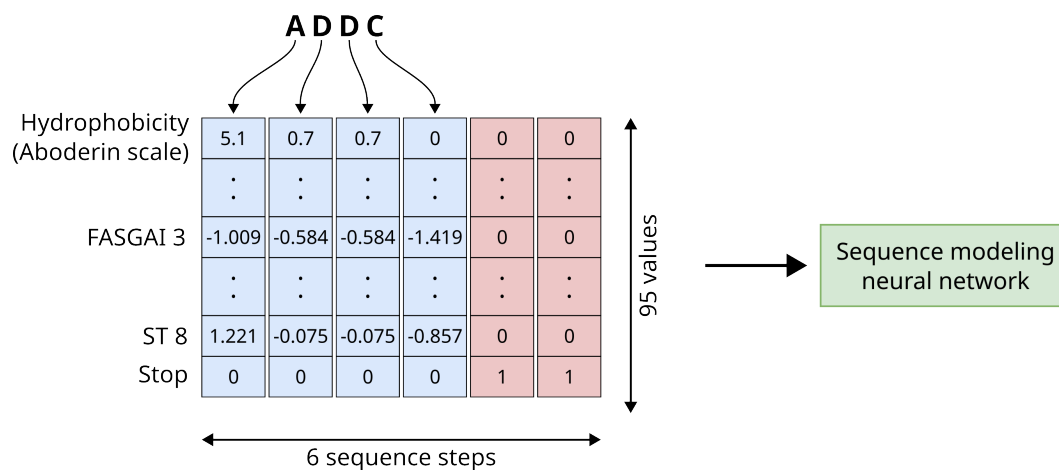 A D D C
Hydrophobicity
(Aboderin scale)
5.1 0.7 0.7 0 0 0
: : : : : :
FASGAI 3 -1.009 -0.584 -0.584 -1.419 0 0
: : : : : :
ST 8 1.221 -0.075 -0.075 -0.857 0 0
Stop 0 0 0 0 1 1
95 values
6 sequence steps
Sequence modeling
neural network